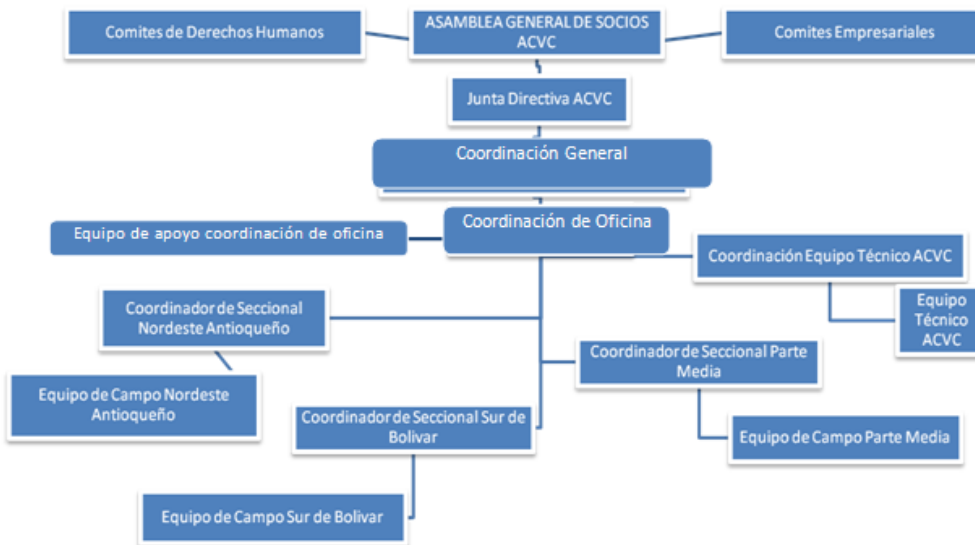 Comites de Derechos Humanos
ASAMBLEA GENERAL DE SOCIOS
ACVC
Comites Empresariales
Junta Directiva ACVC
Coordinación General
Coordinación de Oficina
Equipo de apoyo coordinación de oficina
Coordinación Equipo Técnico ACVC
Equipo
Técnico
ACVC
Coordinador de Seccional
Nordeste Antioqueño
Coordinador de Seccional Parte
Media
Equipo de Campo Nordeste
Antioqueño
Coordinador de Seccional Sur de
Bolivar
Equipo de Campo Parte Media
Equipo de Campo Sur de Bolivar